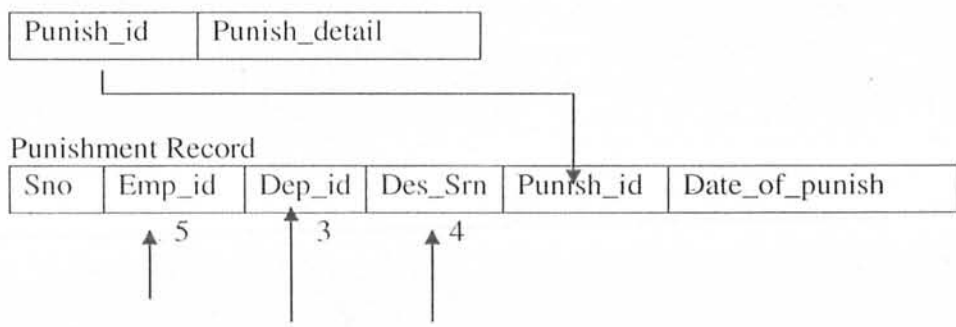 Punish_id Punish_detail
Punishment Record
Sno Emp_id Dep_id Des_Srn Punish_id Date_of_punish
5 3 4